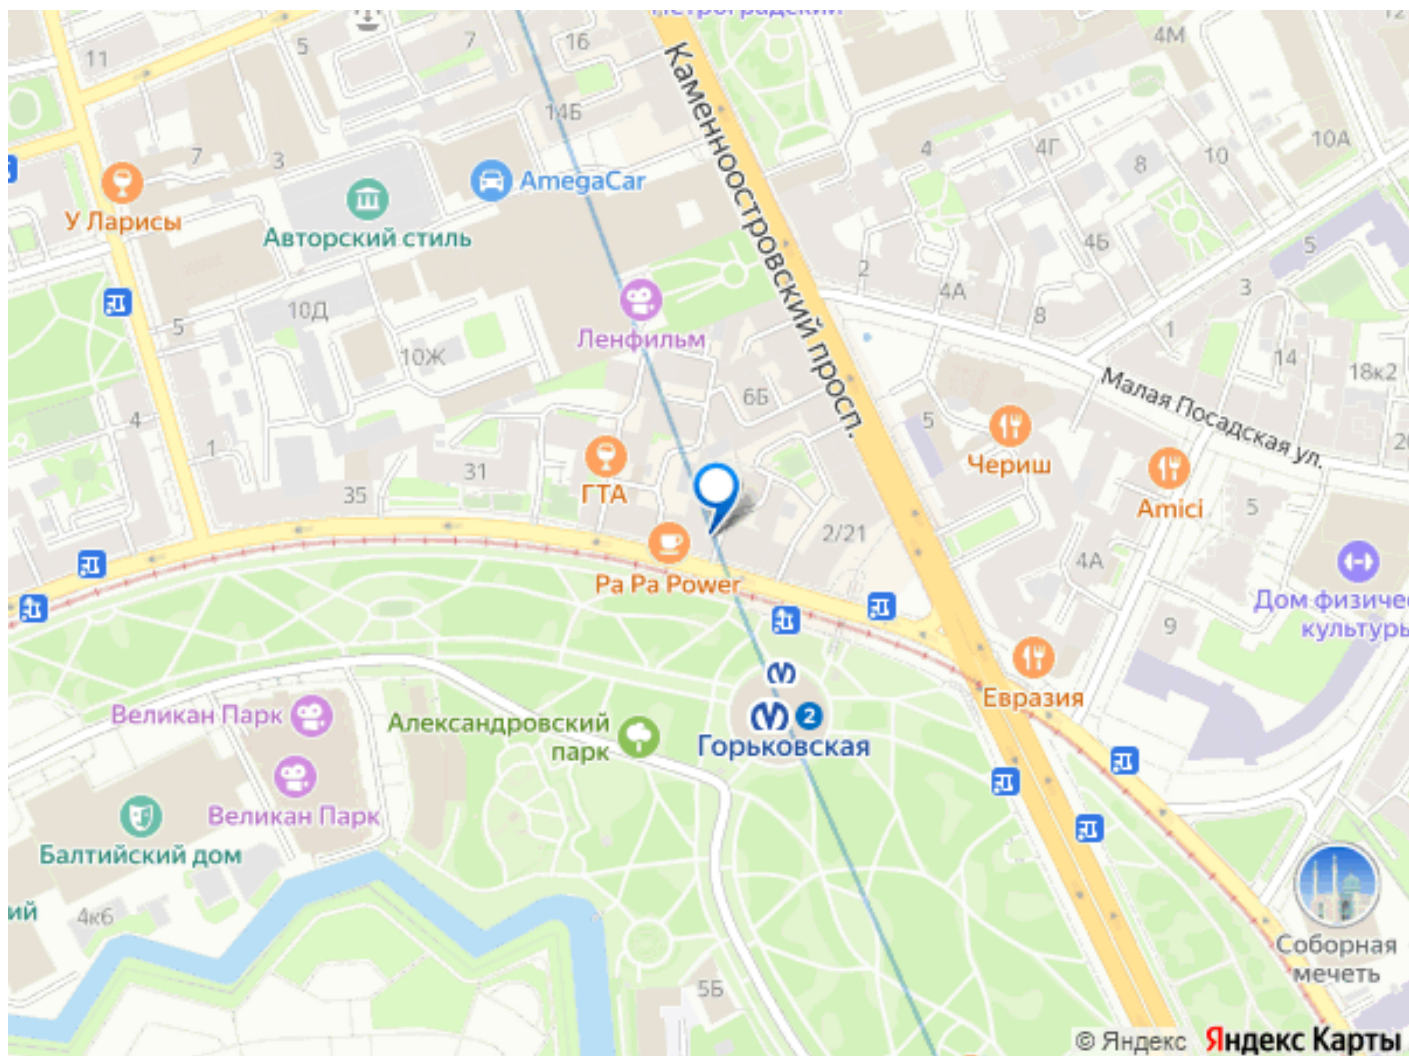 Петроградский
12
11
5
7
16
4М
Каменноостровский просп.
14Б
10А
7
3
4
4Г
8
10
У Ларисы
Авторский стиль
AmegaCar
4Б
5
2
4А
3
10Д
5
8
1
Ленфильм
14
18к2
10Ж
6Б
Малая Посадская ул.
4
1
5
Чериш
31
35
ГТА
Amici
5
2/21
Pa Pa Power
4А
Дом физичес
культуры
9
Евразия
Великан Парк
Александровский
парк
2
Горьковская
Великан Парк
Балтийский дом
ий
4к6
5Б
Соборная
мечеть
© Яндекс Яндекс Карты